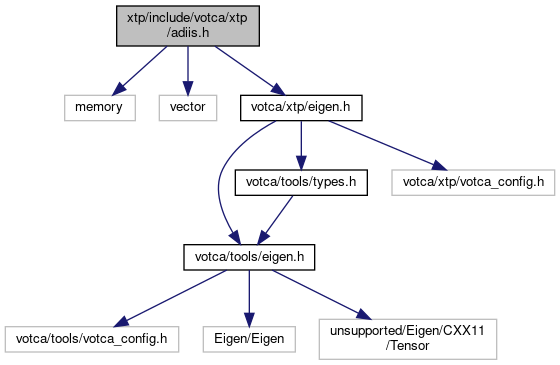 xtp/include/votca/xtp
/adiis.h
memory
vector
votca/xtp/eigen.h
votca/tools/types.h
votca/xtp/votca_config.h
votca/tools/eigen.h
votca/tools/votca_config.h
Eigen/Eigen
unsupported/Eigen/CXX11
/Tensor